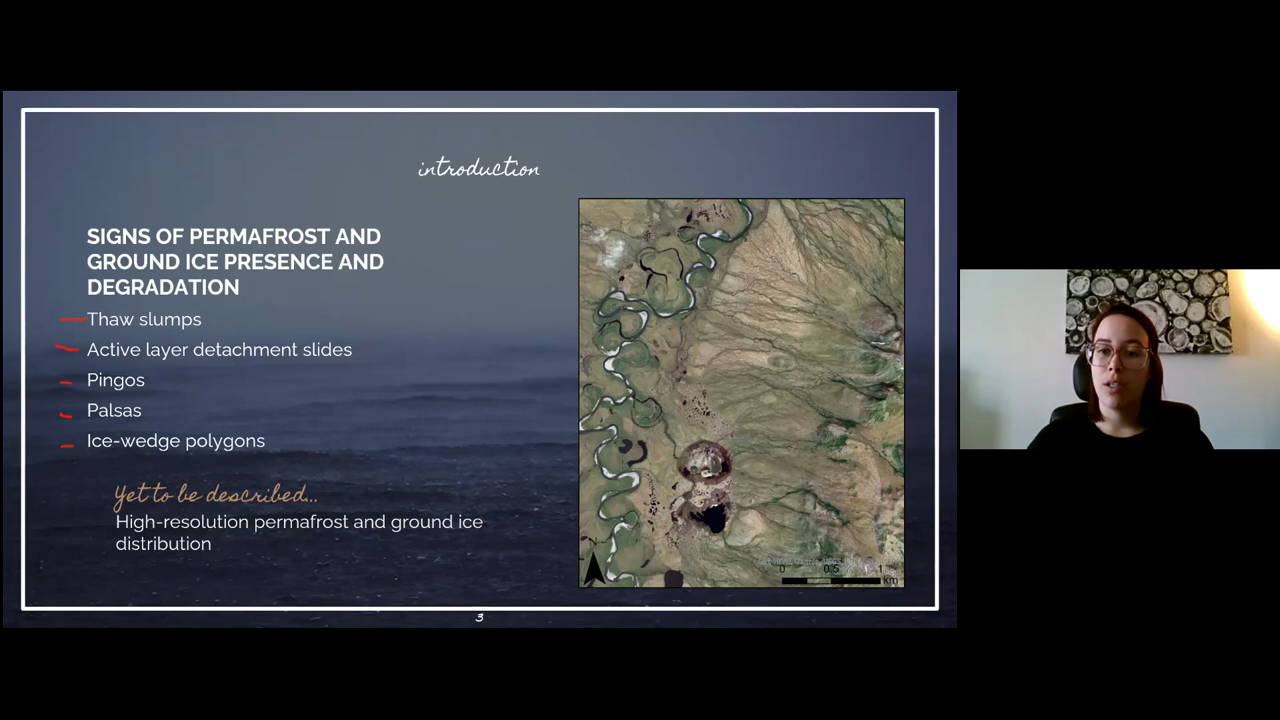 introduction
SIGNS OF PERMAFROST AND
GROUND ICE PRESENCE AND
DEGRADATION
Thaw slumps
Active layer detachment slides
Pingos
Palsas
Ice-wedge polygons
Yet to be described...
High-resolution permafrost and ground ice
distribution
0 0.5 1
km
3